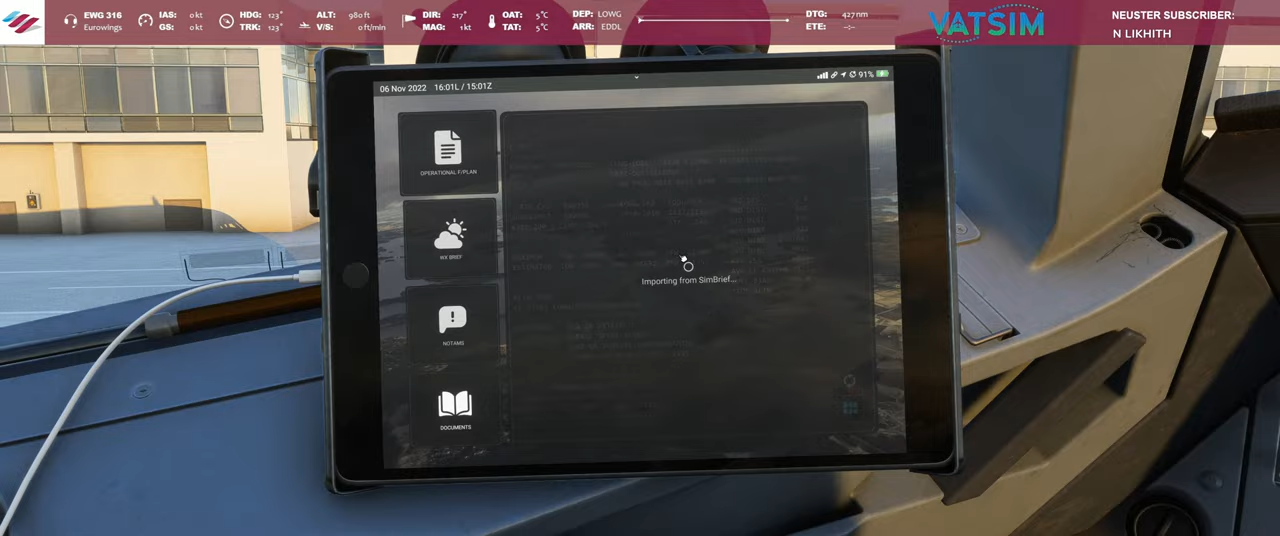 EWG 316
Eurowings
IAS: 0 kt
GS: 0 kt
HDG: 123°
TRK: 123
ALT: 980 ft
V/S: 0 ft/min
DIR: 217°
MAG: 1 kt
OAT: 5°C
TAT: 5°C
DEP: LOWG
ARR: EDDL
DTG: 427 nm
ETE: --:--
VATSIM
NEUSTER SUBSCRIBER:
N LIKHITH
06 Nov 2022 16:01L / 15:01Z
91%
OPERATIONAL F/PLAN
WX BRIEF
NOTAMS
DOCUMENTS
Importing from SimBrief...